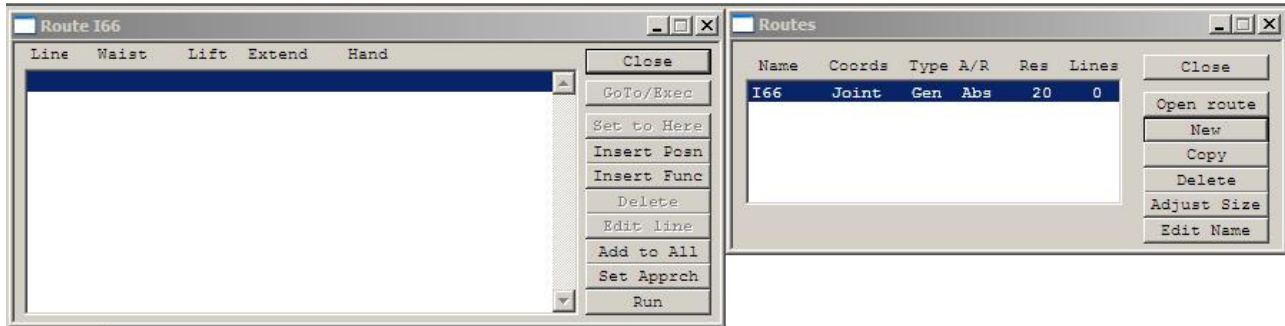 Route I66
Line Waist Lift Extend Hand
Close
GoTo/Exec
Set to Here
Insert Posn
Insert Func
Delete
Edit line
Add to All
Set Apprch
Run
Routes
Name Coords Type A/R Res Lines
I66 Joint Gen Abs 20 0
Close
Open route
New
Copy
Delete
Adjust Size
Edit Name